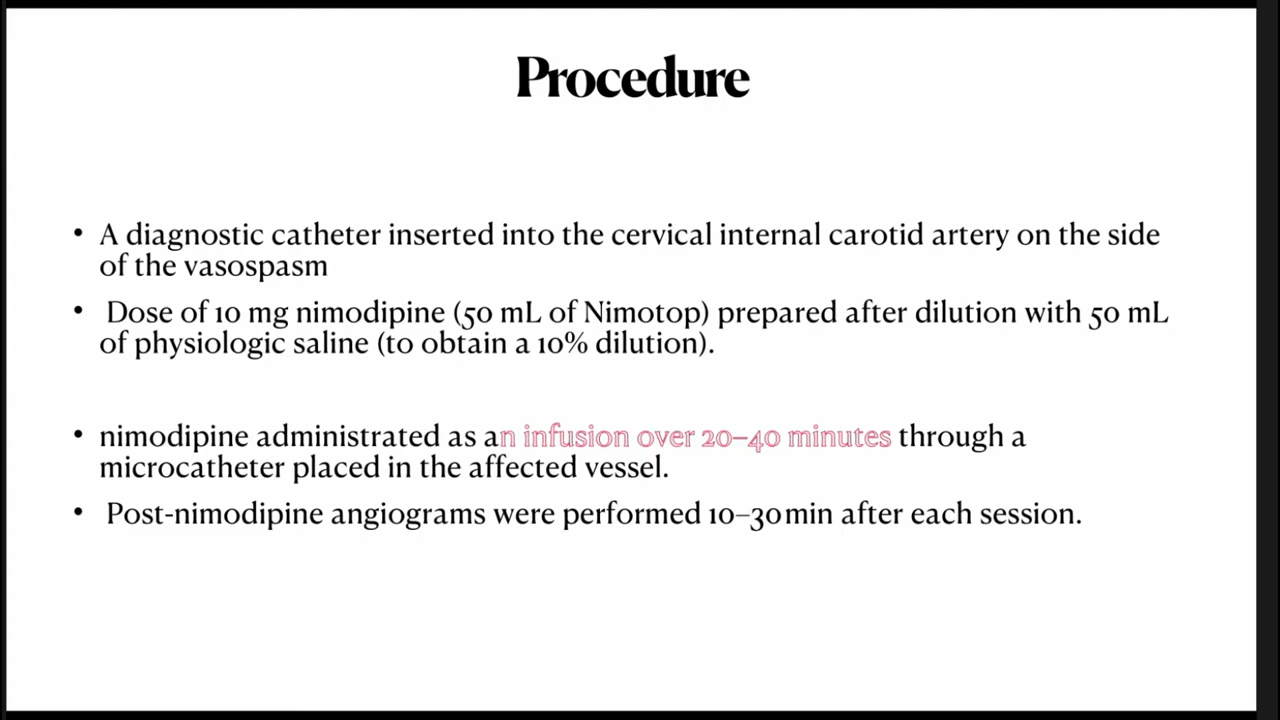 Procedure
• A diagnostic catheter inserted into the cervical internal carotid artery on the side
of the vasospasm
• Dose of 10 mg nimodipine (50 mL of Nimotop) prepared after dilution with 50 mL
of physiologic saline (to obtain a 10% dilution).
• nimodipine administrated as an infusion over 20–40 minutes through a
microcatheter placed in the affected vessel.
• Post-nimodipine angiograms were performed 10–30 min after each session.